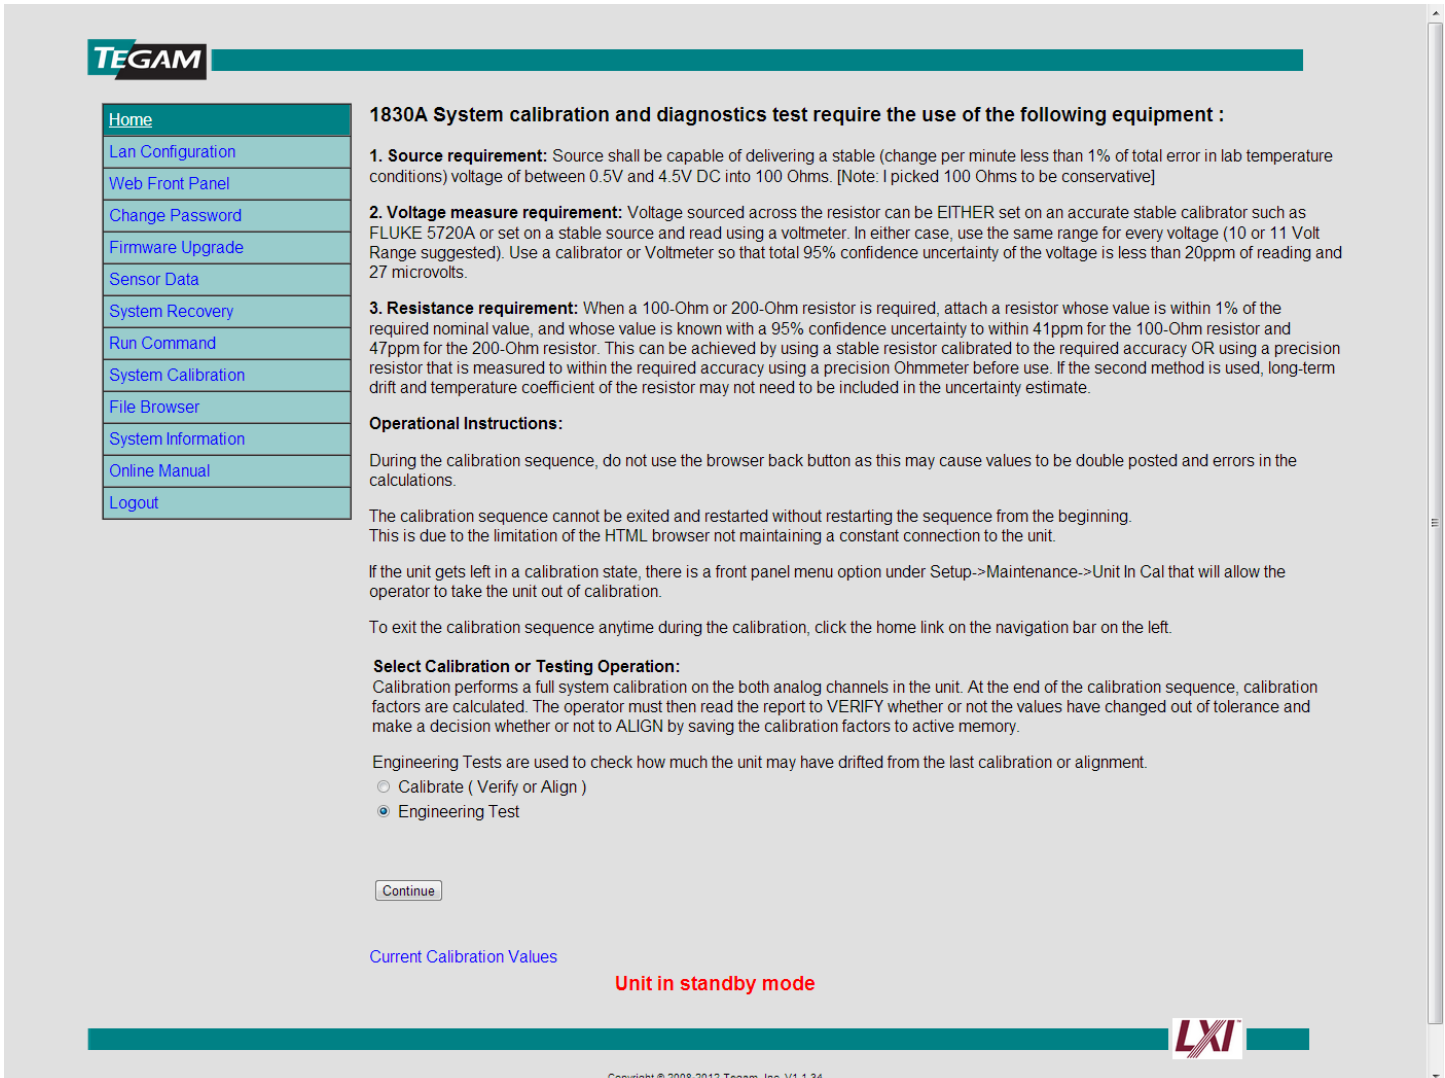 TEGAM
Home
Lan Configuration
Web Front Panel
Change Password
Firmware Upgrade
Sensor Data
System Recovery
Run Command
System Calibration
File Browser
System Information
Online Manual
Logout
1830A System calibration and diagnostics test require the use of the following equipment :
1. Source requirement: Source shall be capable of delivering a stable (change per minute less than 1% of total error in lab temperature
conditions) voltage of between 0.5V and 4.5V DC into 100 Ohms. [Note: I picked 100 Ohms to be conservative]
2. Voltage measure requirement: Voltage sourced across the resistor can be EITHER set on an accurate stable calibrator such as
FLUKE 5720A or set on a stable source and read using a voltmeter. In either case, use the same range for every voltage (10 or 11 Volt
Range suggested). Use a calibrator or Voltmeter so that total 95% confidence uncertainty of the voltage is less than 20ppm of reading and
27 microvolts.
3. Resistance requirement: When a 100-Ohm or 200-Ohm resistor is required, attach a resistor whose value is within 1% of the
required nominal value, and whose value is known with a 95% confidence uncertainty to within 41ppm for the 100-Ohm resistor and
47ppm for the 200-Ohm resistor. This can be achieved by using a stable resistor calibrated to the required accuracy OR using a precision
resistor that is measured to within the required accuracy using a precision Ohmmeter before use. If the second method is used, long-term
drift and temperature coefficient of the resistor may not need to be included in the uncertainty estimate.
Operational Instructions:
During the calibration sequence, do not use the browser back button as this may cause values to be double posted and errors in the
calculations.
The calibration sequence cannot be exited and restarted without restarting the sequence from the beginning.
This is due to the limitation of the HTML browser not maintaining a constant connection to the unit.
If the unit gets left in a calibration state, there is a front panel menu option under Setup->Maintenance->Unit In Cal that will allow the
operator to take the unit out of calibration.
To exit the calibration sequence anytime during the calibration, click the home link on the navigation bar on the left.
Select Calibration or Testing Operation:
Calibration performs a full system calibration on the both analog channels in the unit. At the end of the calibration sequence, calibration
factors are calculated. The operator must then read the report to VERIFY whether or not the values have changed out of tolerance and
make a decision whether or not to ALIGN by saving the calibration factors to active memory.
Engineering Tests are used to check how much the unit may have drifted from the last calibration or alignment.
Calibrate ( Verify or Align )
Engineering Test
Continue
Current Calibration Values
Unit in standby mode
LXI
Copyright © 2008-2012 Tegam, Inc. V1.1.34